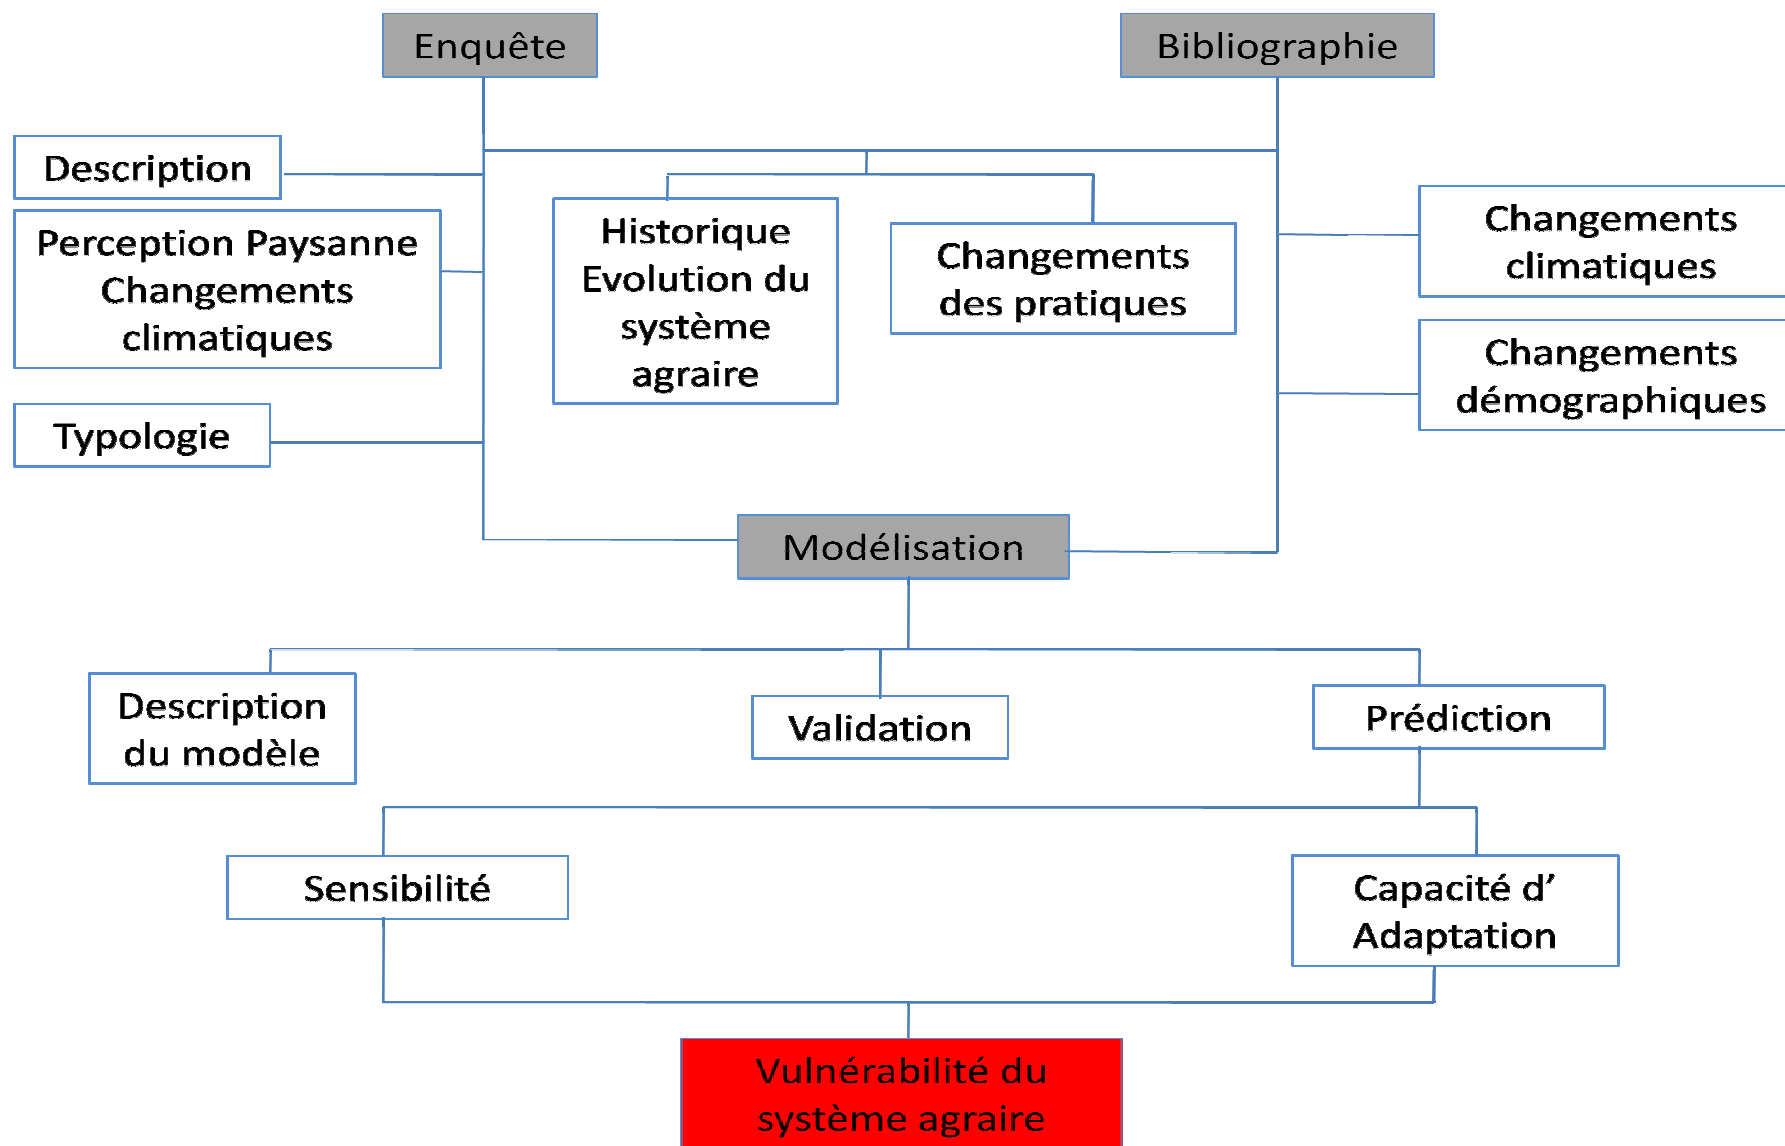 Enquête
Bibliographie
Description
Perception Paysanne
Changements
climatiques
Typologie
Historique
Evolution du
système
agraire
Changements
des pratiques
Changements
climatiques
Changements
démographiques
Modélisation
Description
du modèle
Validation
Prédiction
Sensibilité
Capacité d’
Adaptation
Vulnérabilité du
système agraire